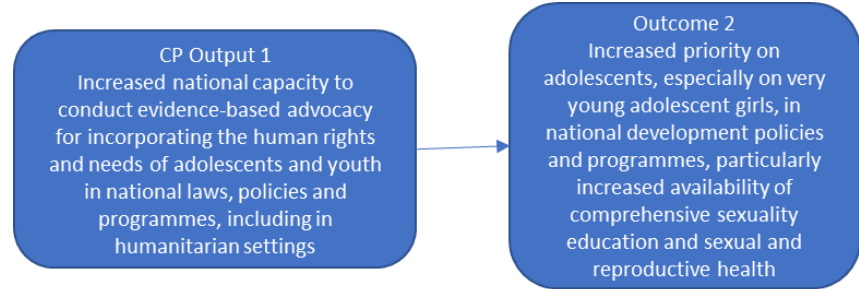 CP Output 1
Increased national capacity to
conduct evidence-based advocacy
for incorporating the human rights
and needs of adolescents and youth
in national laws, policies and
programmes, including in
humanitarian settings
Outcome 2
Increased priority on
adolescents, especially on very
young adolescent girls, in
national development policies
and programmes, particularly
increased availability of
comprehensive sexuality
education and sexual and
reproductive health